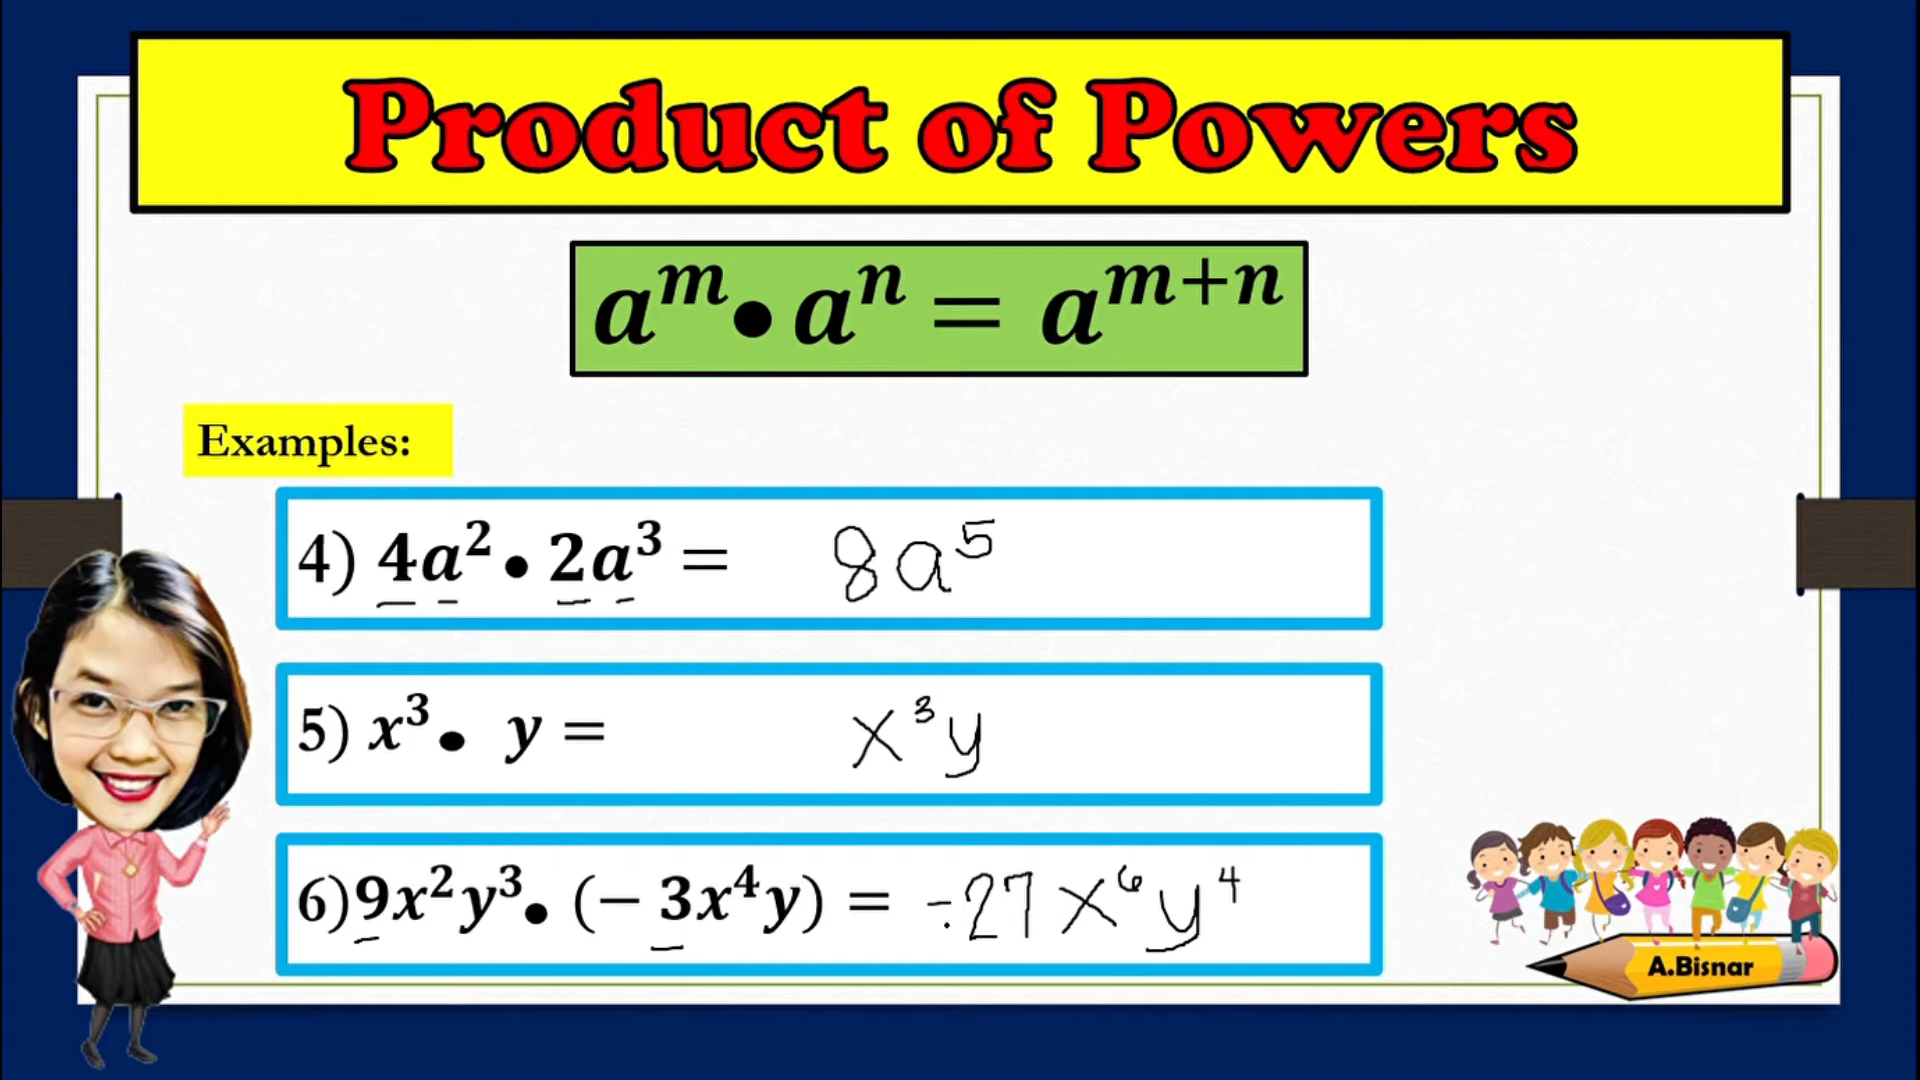 Product of Powers
aᵐ • aⁿ = aᵐ⁺ⁿ
Examples:
4) 4a² • 2a³ = 8a⁵
5) x³ • y = x³y
6) 9x²y³ • (− 3x⁴y) = -27x⁶y⁴
A.Bisnar